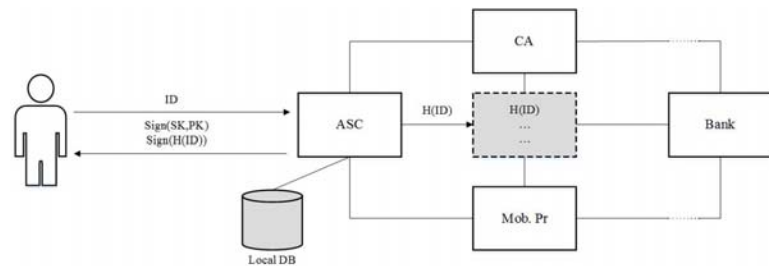 CA
ID
Sign(SK,PK)
Sign(H(ID))
ASC
H(ID)
H(ID)
...
...
Bank
Mob. Pr
Local DB